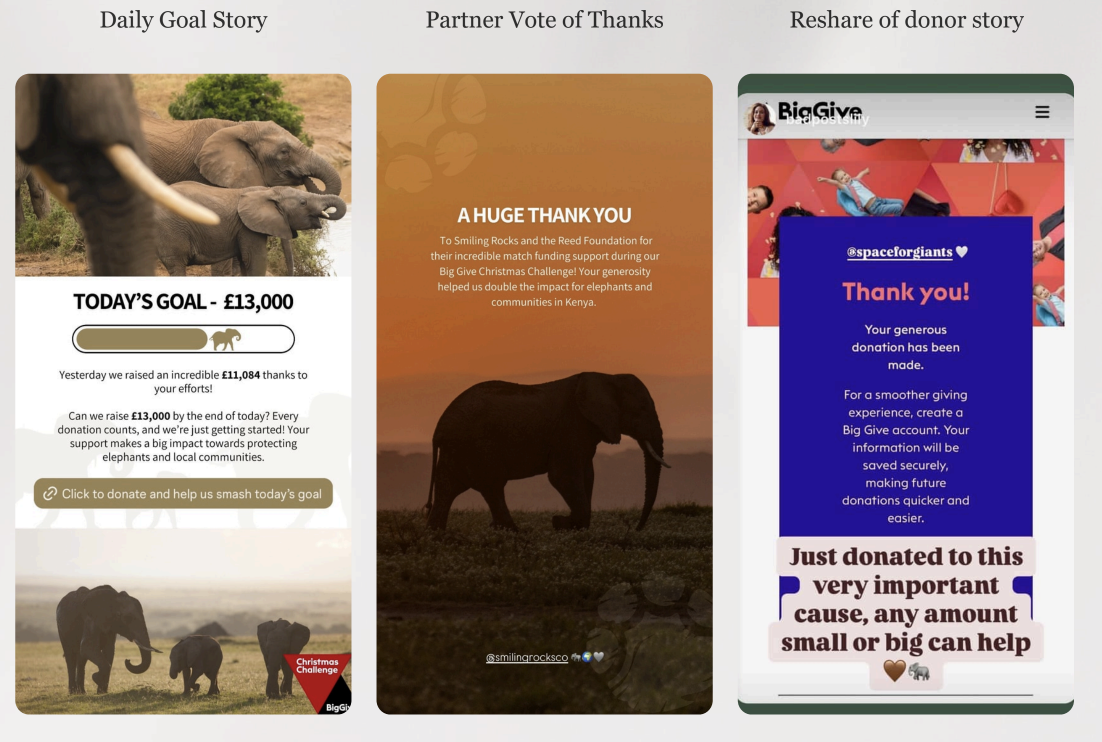 Daily Goal Story
Partner Vote of Thanks
Reshare of donor story
TODAY'S GOAL - £13,000
Yesterday we raised an incredible £11,084 thanks to
your efforts!
Can we raise £13,000 by the end of today? Every
donation counts, and we're just getting started! Your
support makes a big impact towards protecting
elephants and local communities.
Click to donate and help us smash today's goal
Christmas
Challenge
A HUGE THANK YOU
To Smiling Rocks and the Reed Foundation for
their incredible match funding support during our
Big Give Christmas Challenge! Your generosity
helped us double the impact for elephants and
communities in Kenya.
@smilingrocksco 🐘🌍🤍
BigGive
@spaceforgiants 🤍
Thank you!
Your generous
donation has been
made.
For a smoother giving
experience, create a
Big Give account. Your
information will be
saved securely,
making future
donations quicker and
easier.
Just donated to this
very important
cause, any amount
small or big can help
🤎🐘